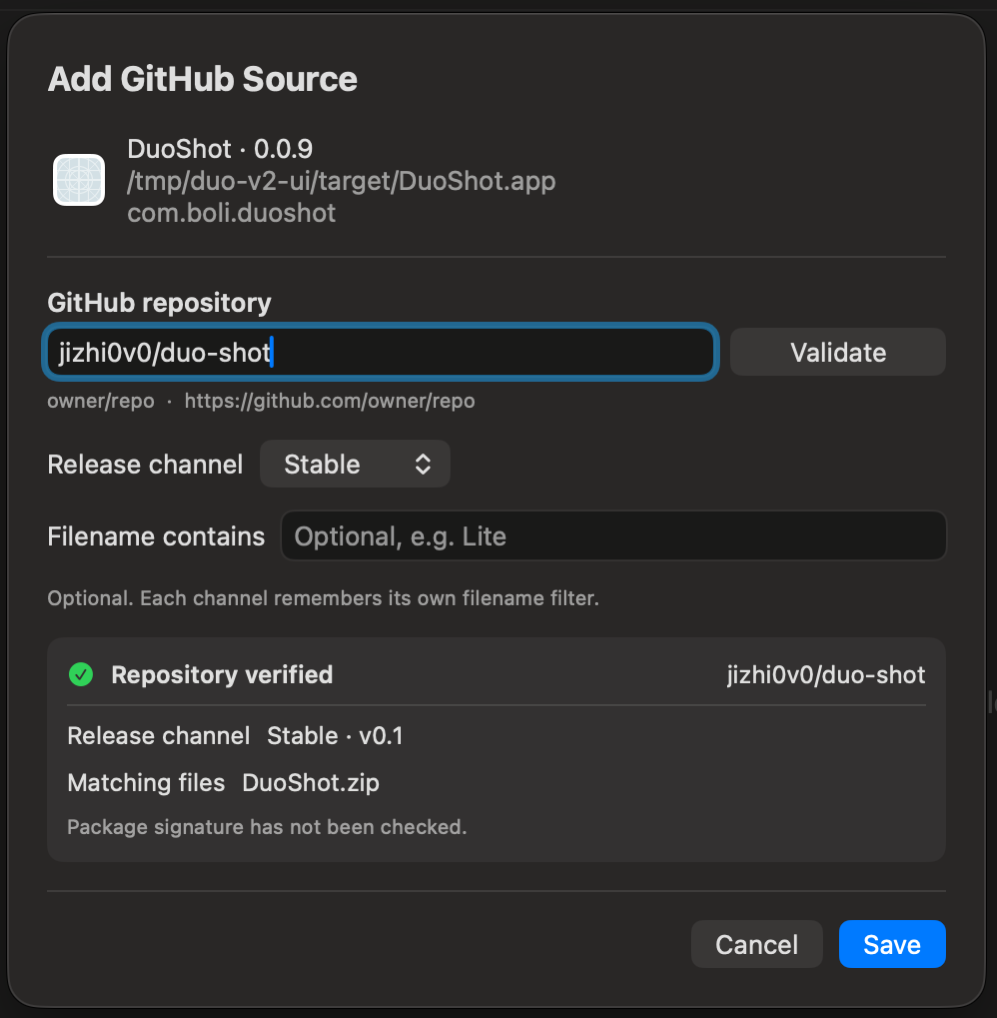 Add GitHub Source
DuoShot · 0.0.9
/tmp/duo-v2-ui/target/DuoShot.app
com.boli.duoshot
GitHub repository
jizhi0v0/duo-shot
Validate
owner/repo · https://github.com/owner/repo
Release channel Stable
Filename contains Optional, e.g. Lite
Optional. Each channel remembers its own filename filter.
Repository verified jizhi0v0/duo-shot
Release channel Stable · v0.1
Matching files DuoShot.zip
Package signature has not been checked.
Cancel Save